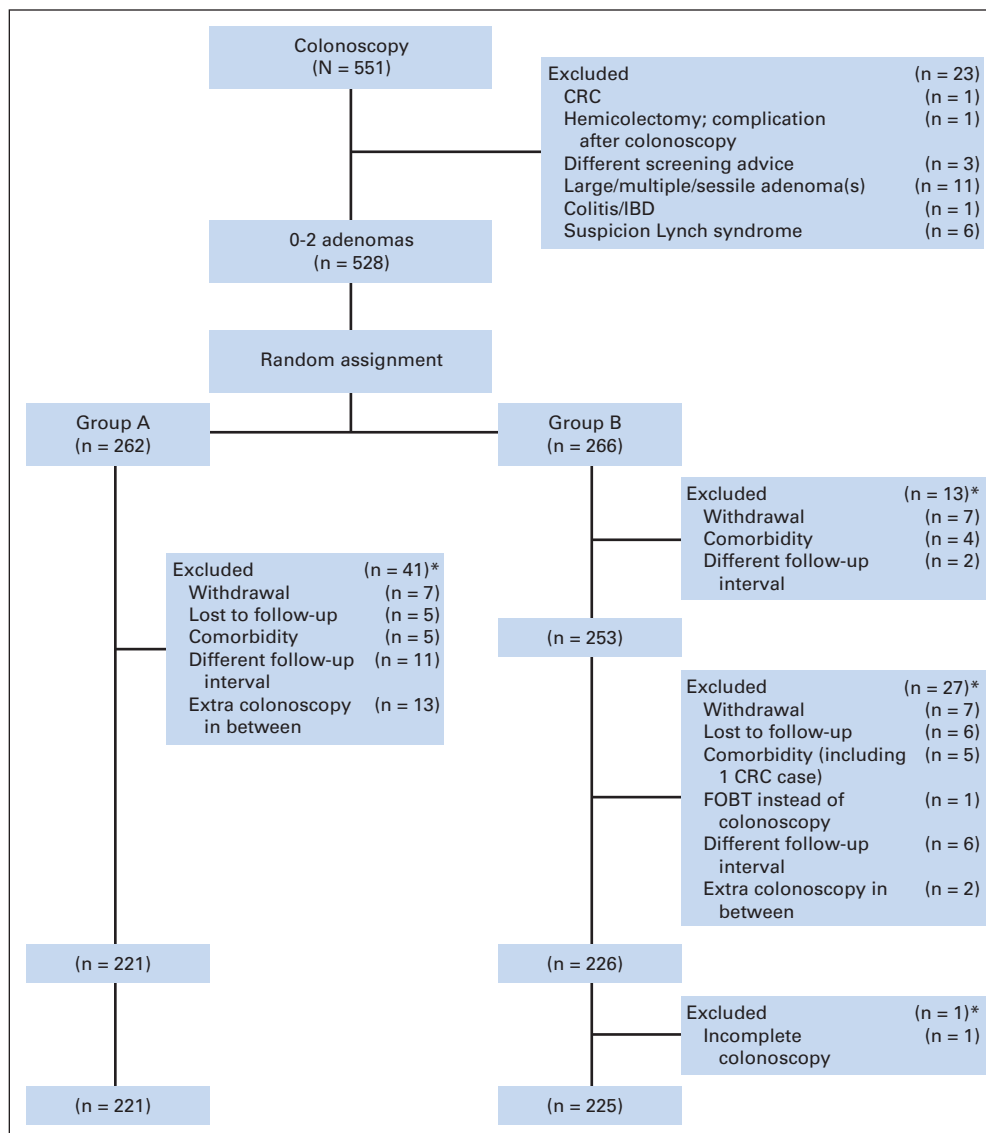 Colonoscopy
(N = 551)
Excluded (n = 23)
CRC (n = 1)
Hemicolectomy; complication (n = 1)
after colonoscopy
Different screening advice (n = 3)
Large/multiple/sessile adenoma(s) (n = 11)
Colitis/IBD (n = 1)
Suspicion Lynch syndrome (n = 6)
0-2 adenomas
(n = 528)
Random assignment
Group A
(n = 262)
Group B
(n = 266)
Excluded (n = 13)*
Withdrawal (n = 7)
Comorbidity (n = 4)
Different follow-up (n = 2)
interval
Excluded (n = 41)*
Withdrawal (n = 7)
Lost to follow-up (n = 5)
Comorbidity (n = 5)
Different follow-up (n = 11)
interval
Extra colonoscopy (n = 13)
in between
(n = 253)
Excluded (n = 27)*
Withdrawal (n = 7)
Lost to follow-up (n = 6)
Comorbidity (including (n = 5)
1 CRC case)
FOBT instead of (n = 1)
colonoscopy
Different follow-up (n = 6)
interval
Extra colonoscopy in (n = 2)
between
(n = 221)
(n = 226)
Excluded (n = 1)*
Incomplete (n = 1)
colonoscopy
(n = 221)
(n = 225)